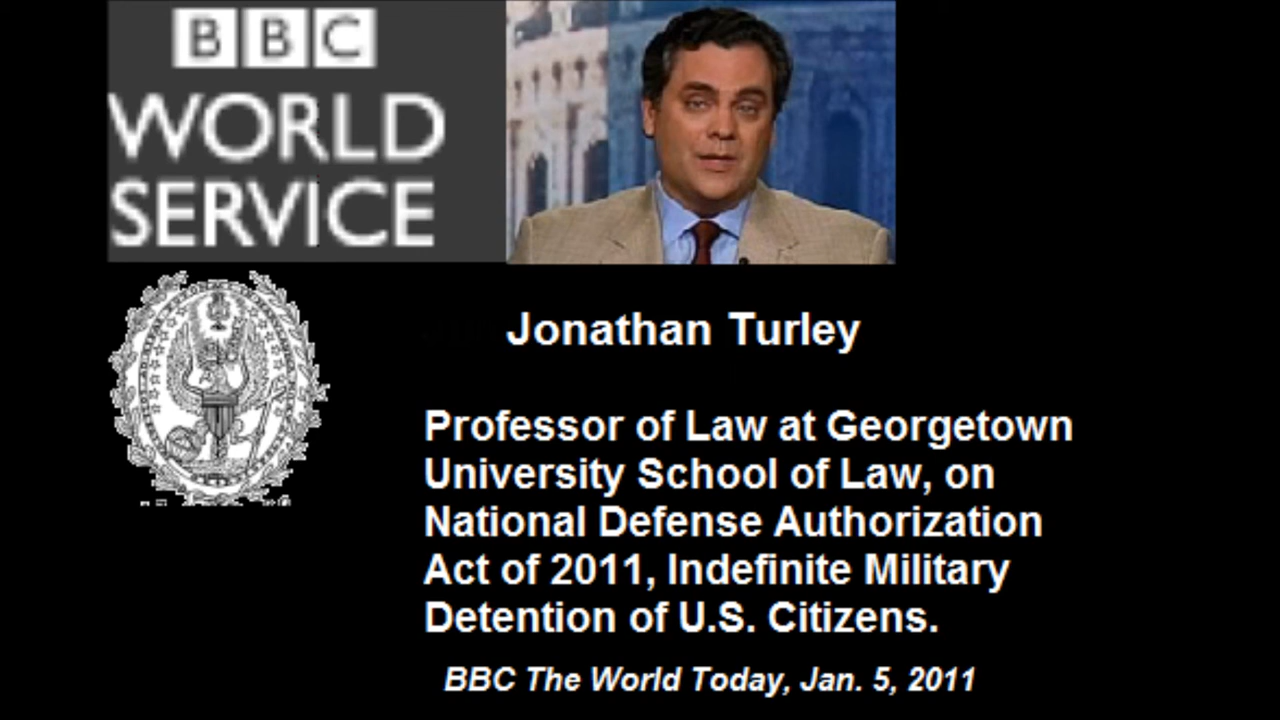 BBC
WORLD
SERVICE
Jonathan Turley
Professor of Law at Georgetown
University School of Law, on
National Defense Authorization
Act of 2011, Indefinite Military
Detention of U.S. Citizens.
BBC The World Today, Jan. 5, 2011